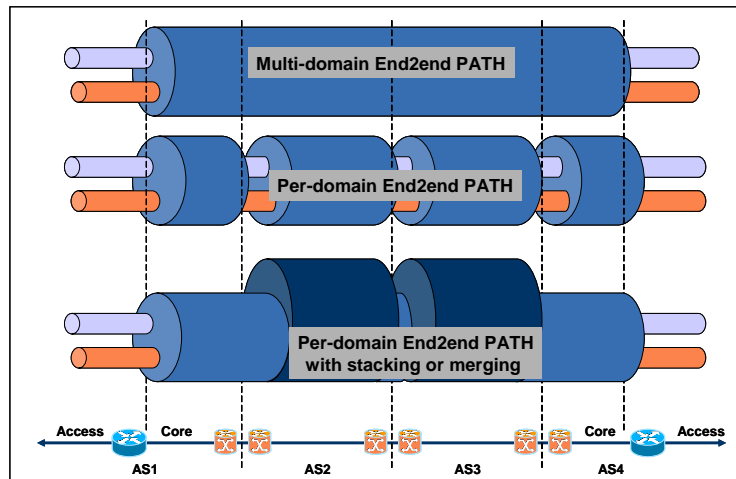 Multi-domain End2end PATH
Per-domain End2end PATH
Per-domain End2end PATH
with stacking or merging
Access
Core
Core
Access
AS1
AS2
AS3
AS4